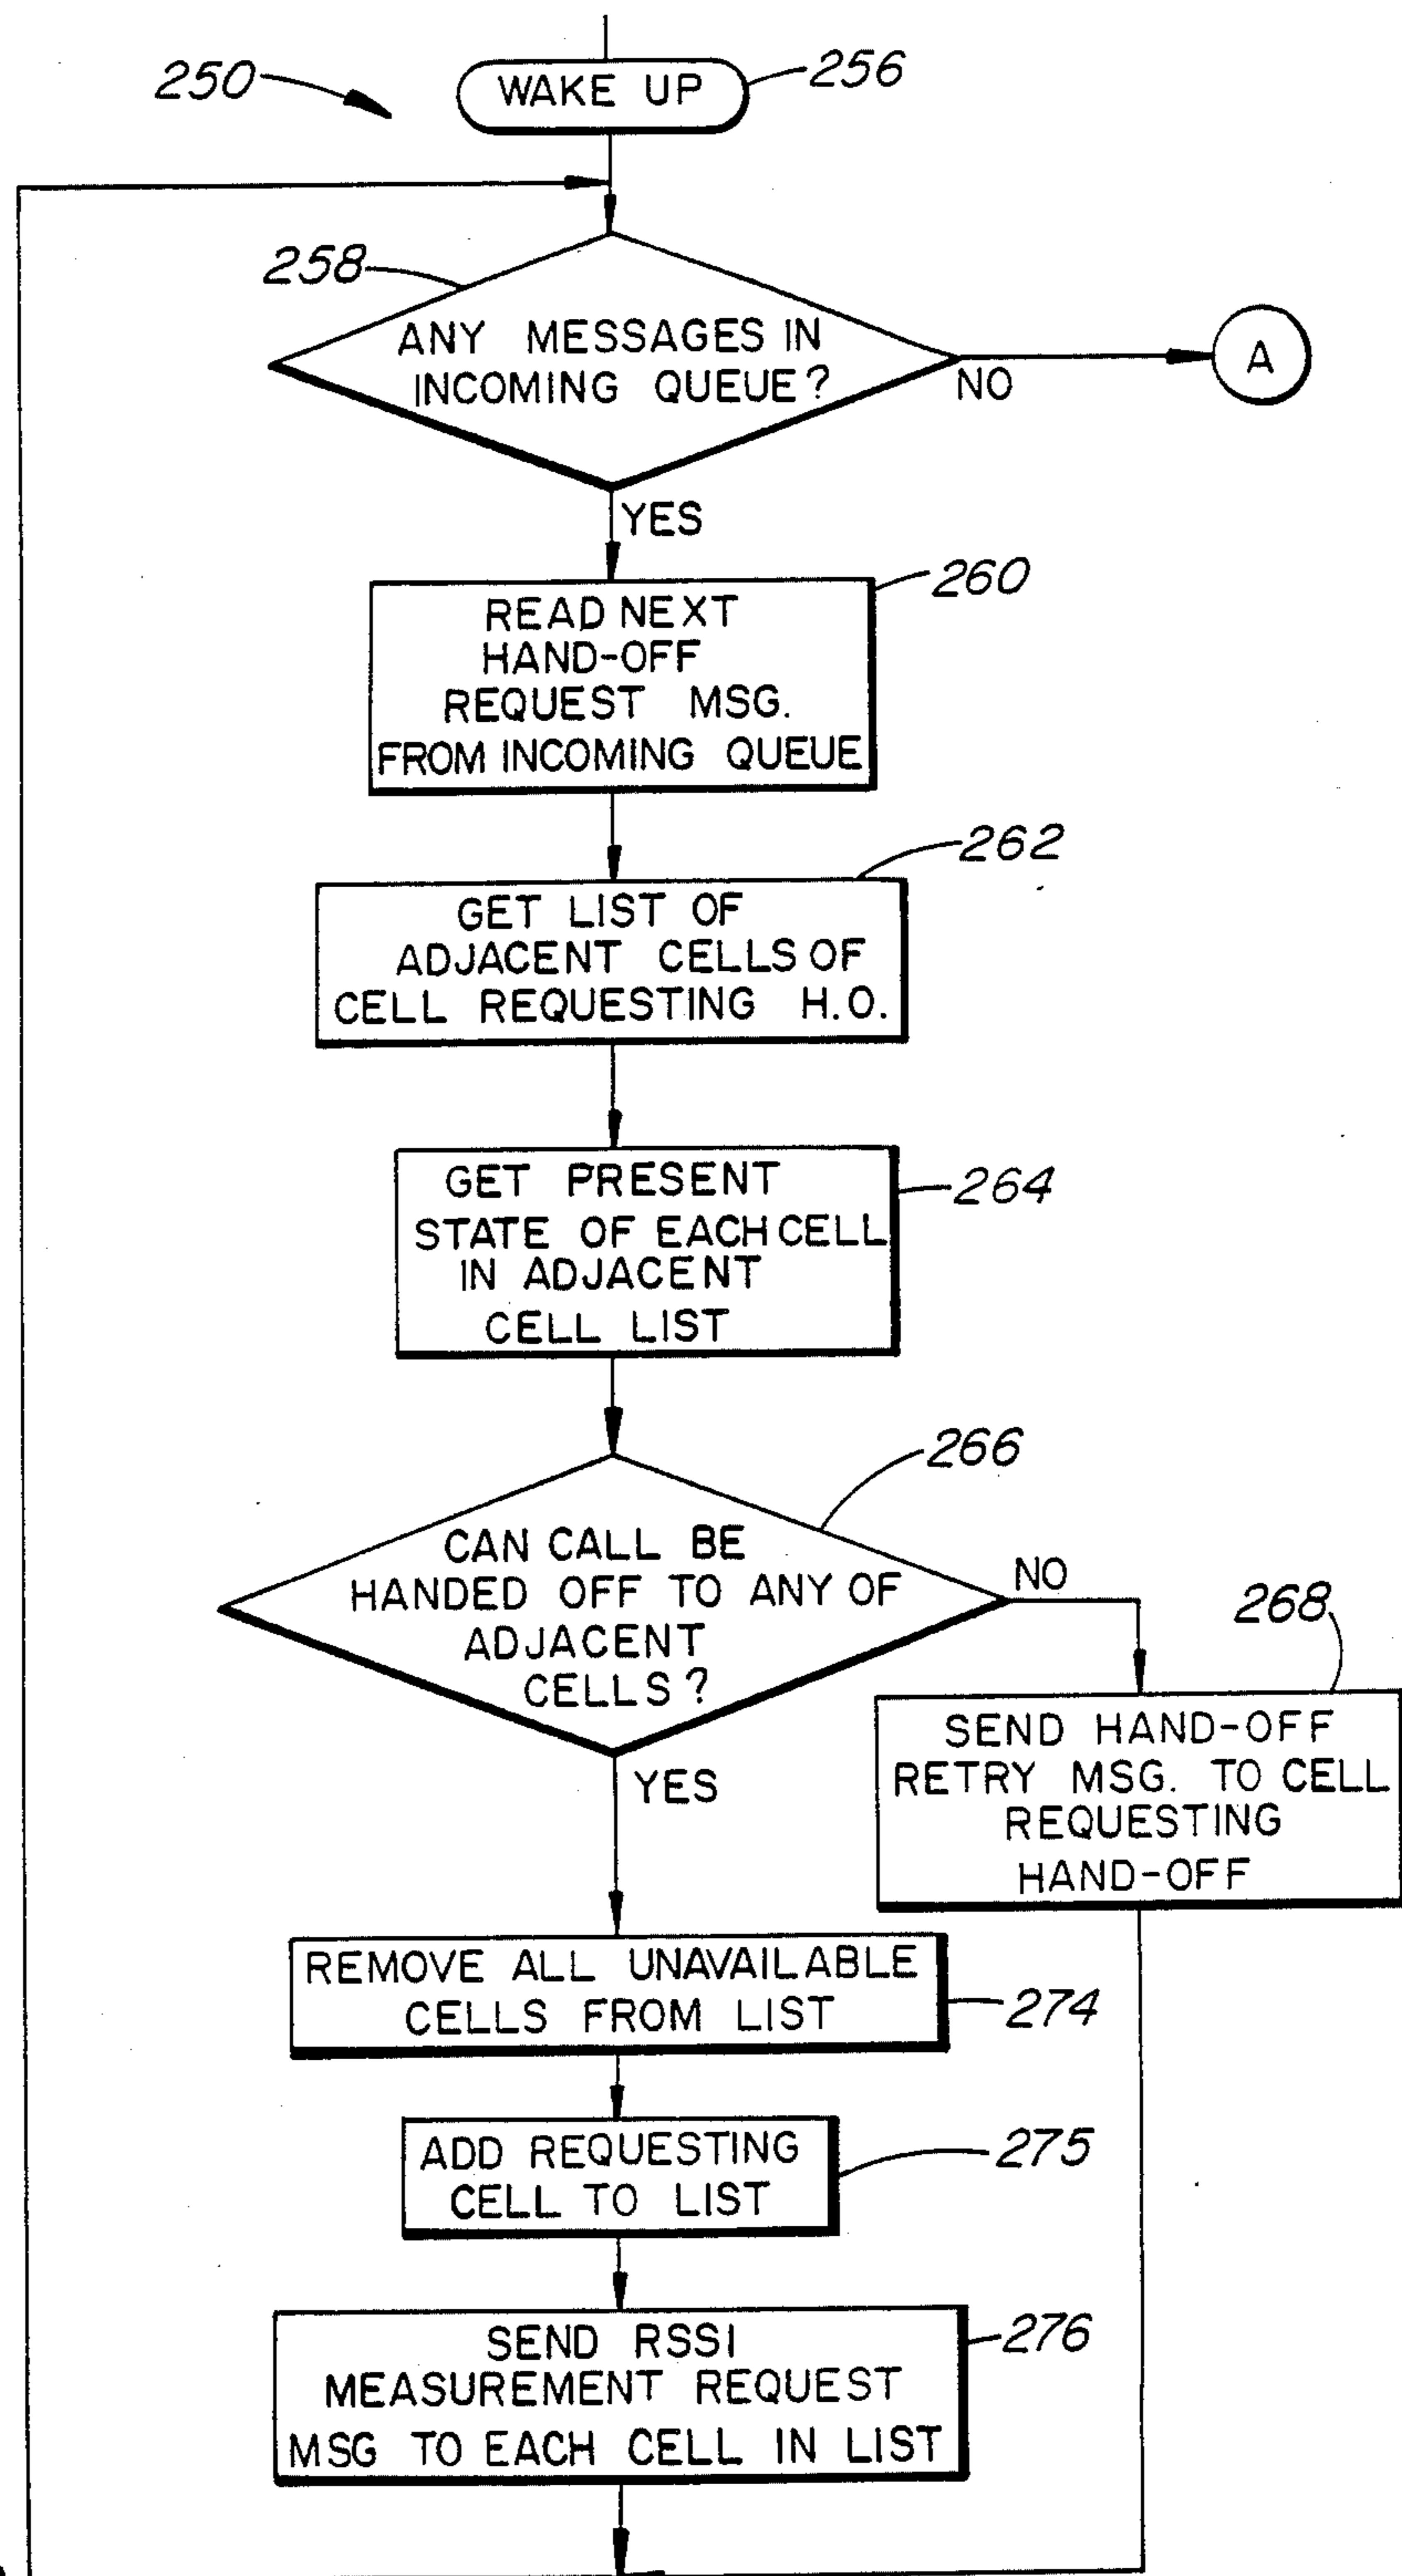 250
WAKE UP
256
258
ANY MESSAGES IN
INCOMING QUEUE?
NO
A
YES
260
READ NEXT
HAND-OFF
REQUEST MSG.
FROM INCOMING QUEUE
262
GET LIST OF
ADJACENT CELLS OF
CELL REQUESTING H.O.
264
GET PRESENT
STATE OF EACH CELL
IN ADJACENT
CELL LIST
266
CAN CALL BE
HANDED OFF TO ANY OF
ADJACENT
CELLS?
NO
268
SEND HAND-OFF
RETRY MSG. TO CELL
REQUESTING
HAND-OFF
YES
REMOVE ALL UNAVAILABLE
CELLS FROM LIST
274
ADD REQUESTING
CELL TO LIST
275
SEND RSSI
MEASUREMENT REQUEST
MSG TO EACH CELL IN LIST
276